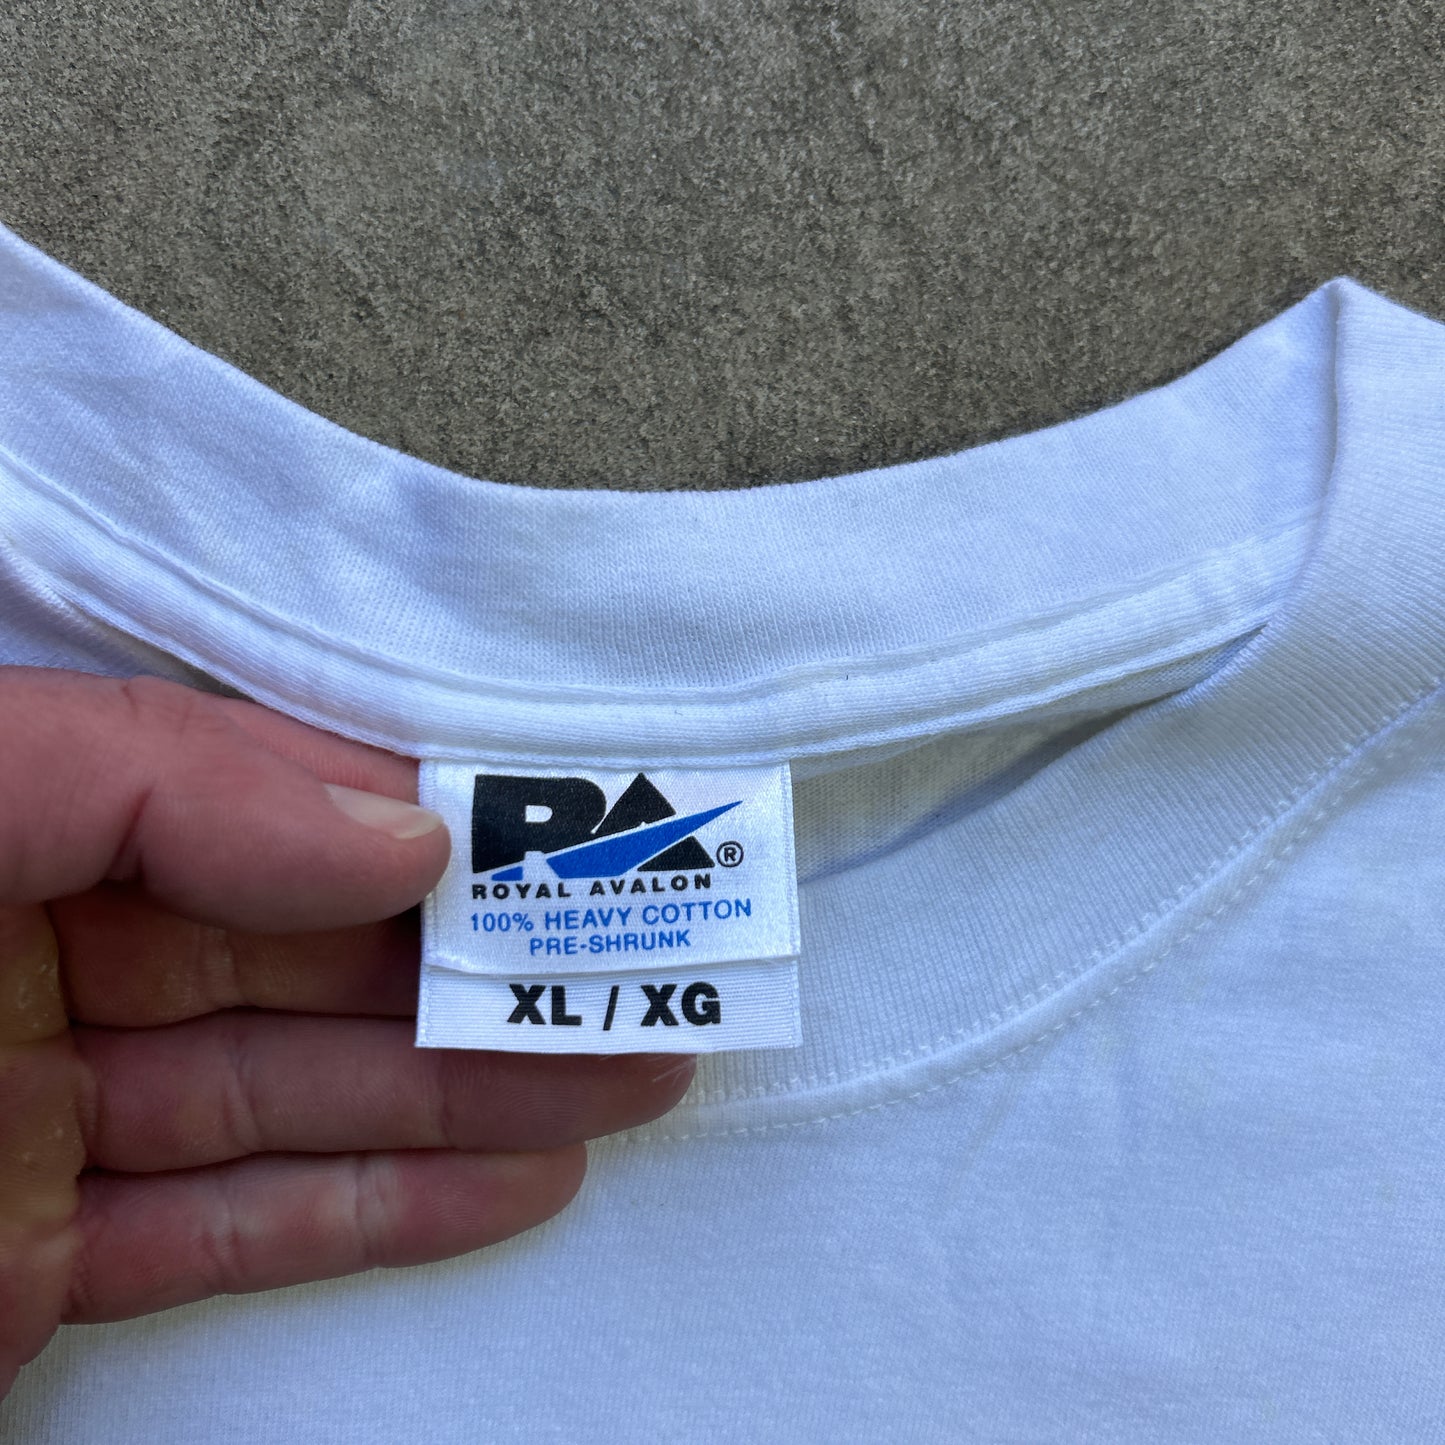 RA®
ROYAL AVALON
100% HEAVY COTTON
PRE-SHRUNK
XL / XG